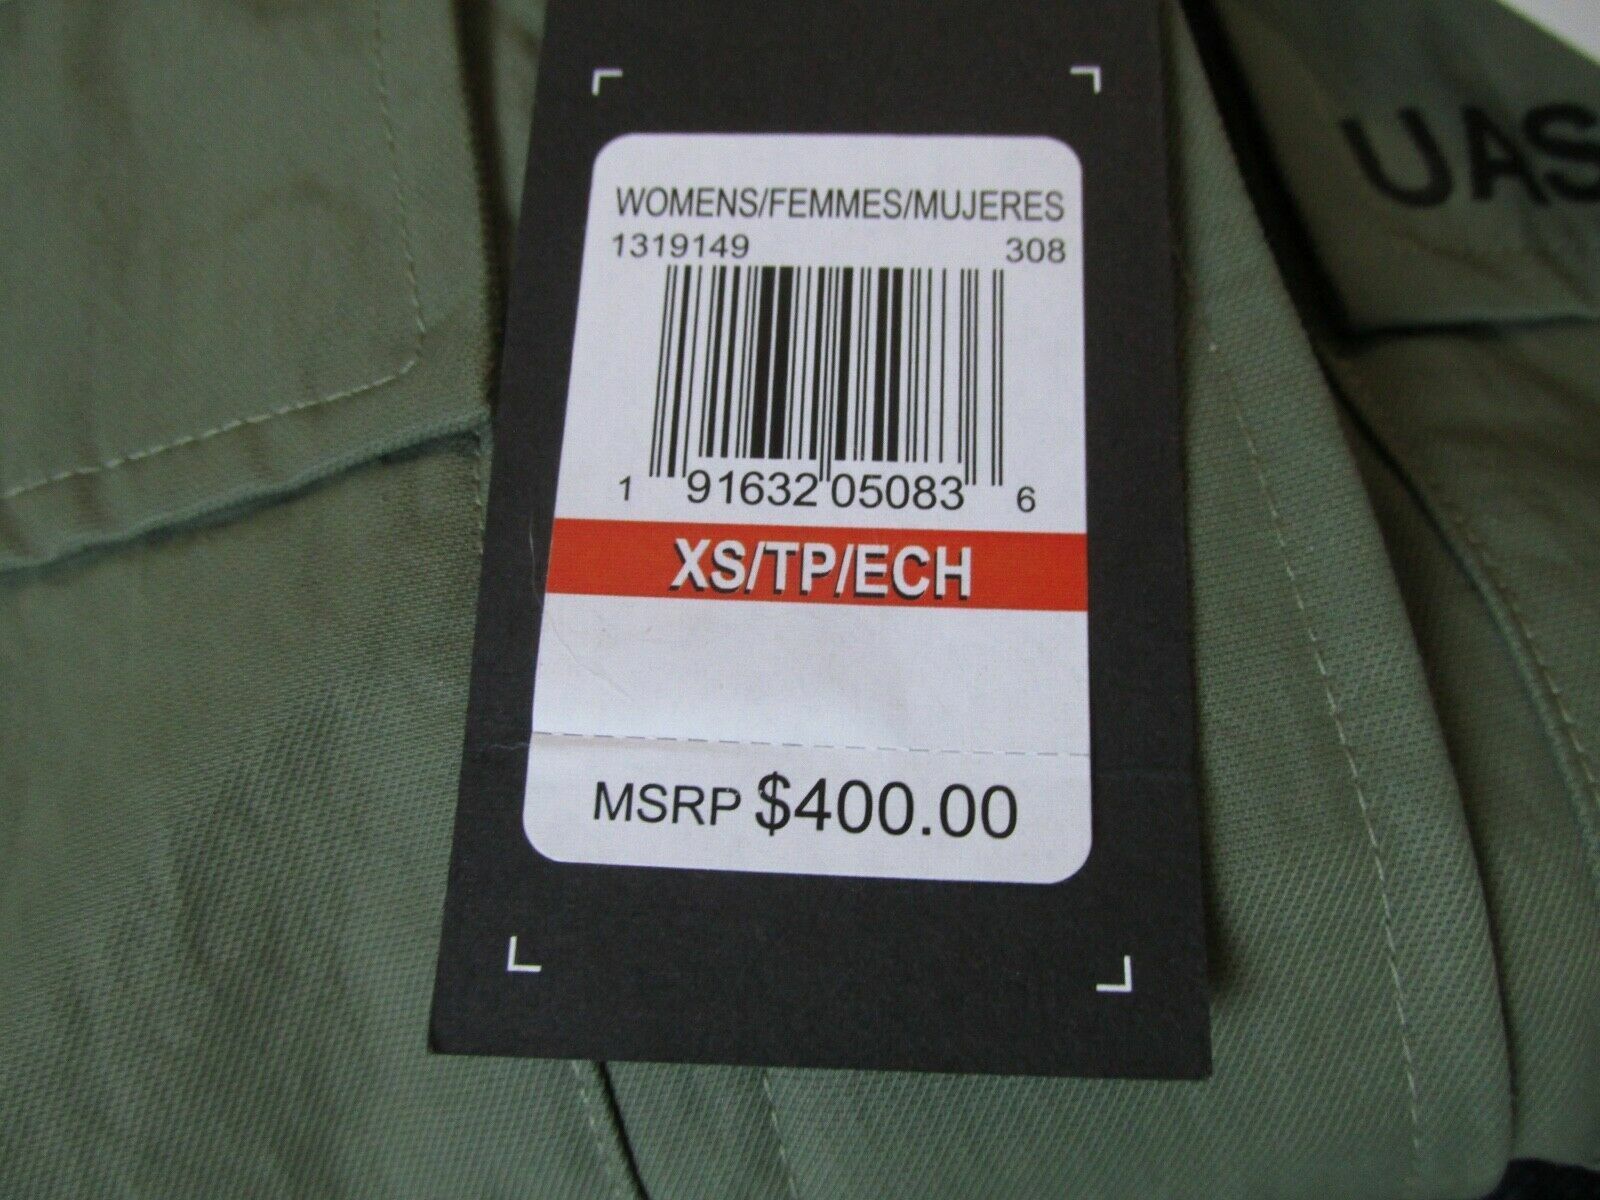 UAS
WOMENS/FEMMES/MUJERES
1319149 308
1 91632 05083 6
XS/TP/ECH
MSRP $400.00